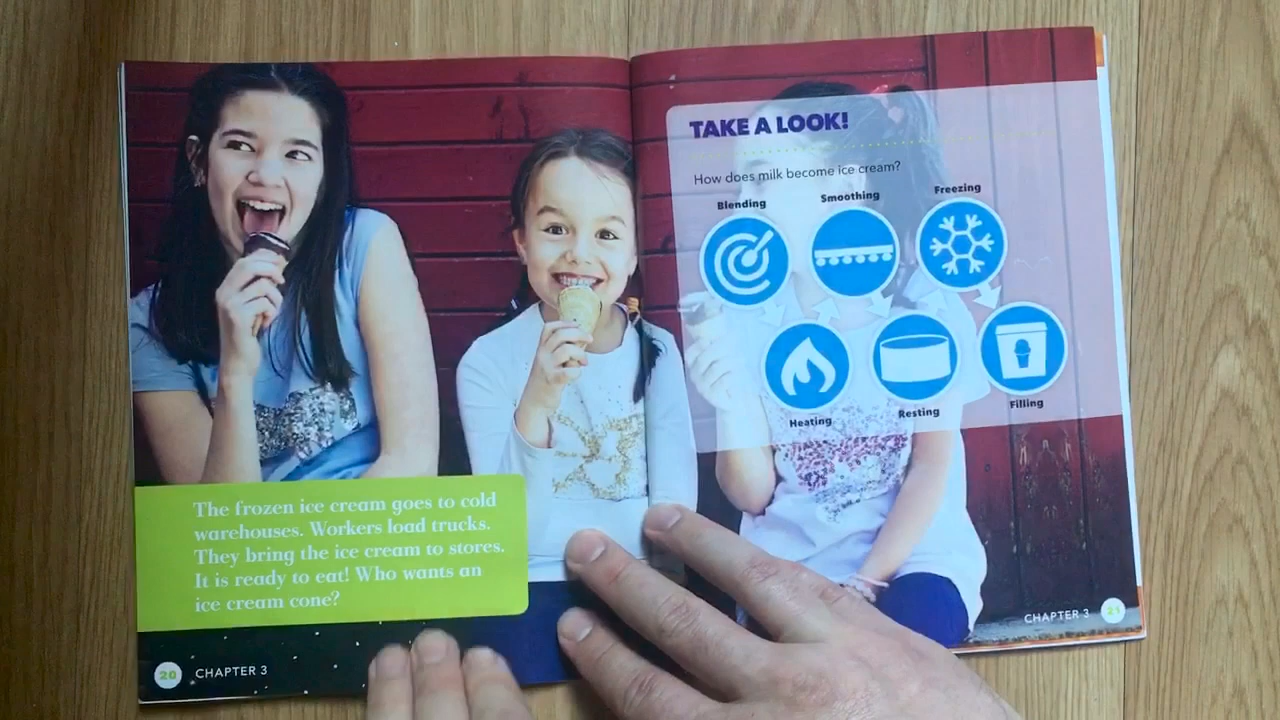 The frozen ice cream goes to cold
warehouses. Workers load trucks.
They bring the ice cream to stores.
It is ready to eat! Who wants an
ice cream cone?
20 CHAPTER 3
TAKE A LOOK!
How does milk become ice cream?
Blending
Smoothing
Freezing
Heating
Resting
Filling
CHAPTER 3 21